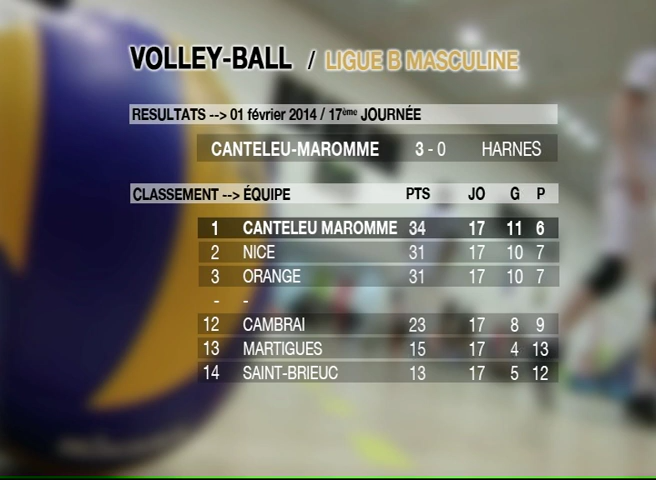 VOLLEY-BALL / LIGUE B MASCULINE
RESULTATS --> 01 février 2014 / 17ème JOURNÉE
CANTELEU-MAROMME 3 - 0 HARNES
CLASSEMENT --> ÉQUIPE PTS JO G P
1 CANTELEU MAROMME 34 17 11 6
2 NICE 31 17 10 7
3 ORANGE 31 17 10 7
- -
12 CAMBRAI 23 17 8 9
13 MARTIGUES 15 17 4 13
14 SAINT-BRIEUC 13 17 5 12